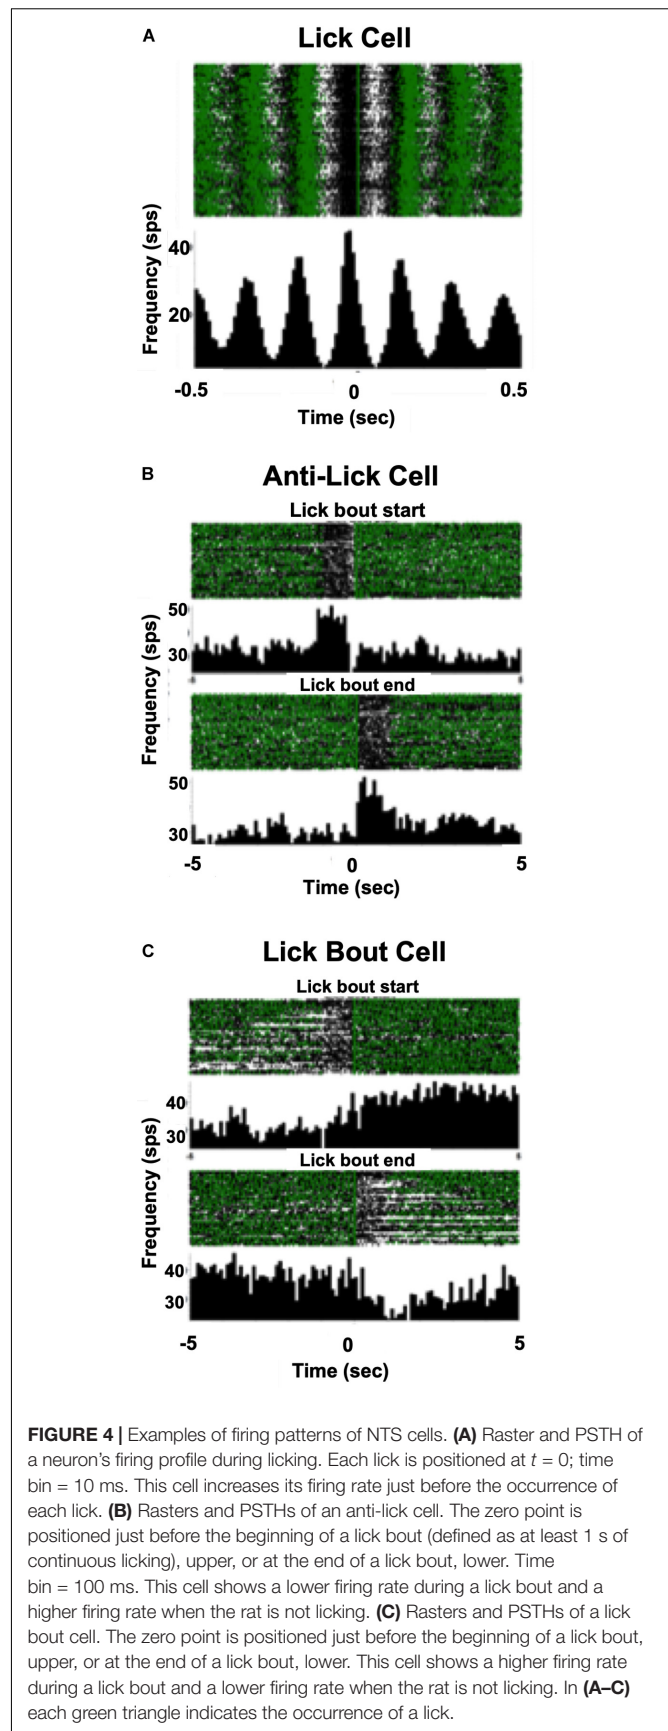 A
Lick Cell
Frequency (sps)
40
20
-0.5
0
0.5
Time (sec)
B
Anti-Lick Cell
Lick bout start
Frequency (sps)
50
30
Lick bout end
50
30
-5
0
5
Time (sec)
C
Lick Bout Cell
Lick bout start
Frequency (sps)
40
30
Lick bout end
40
30
-5
0
5
Time (sec)
FIGURE 4 | Examples of firing patterns of NTS cells. (A) Raster and PSTH of
a neuron’s firing profile during licking. Each lick is positioned at t = 0; time
bin = 10 ms. This cell increases its firing rate just before the occurrence of
each lick. (B) Rasters and PSTHs of an anti-lick cell. The zero point is
positioned just before the beginning of a lick bout (defined as at least 1 s of
continuous licking), upper, or at the end of a lick bout, lower. Time
bin = 100 ms. This cell shows a lower firing rate during a lick bout and a
higher firing rate when the rat is not licking. (C) Rasters and PSTHs of a lick
bout cell. The zero point is positioned just before the beginning of a lick bout,
upper, or at the end of a lick bout, lower. This cell shows a higher firing rate
during a lick bout and a lower firing rate when the rat is not licking. In (A–C)
each green triangle indicates the occurrence of a lick.